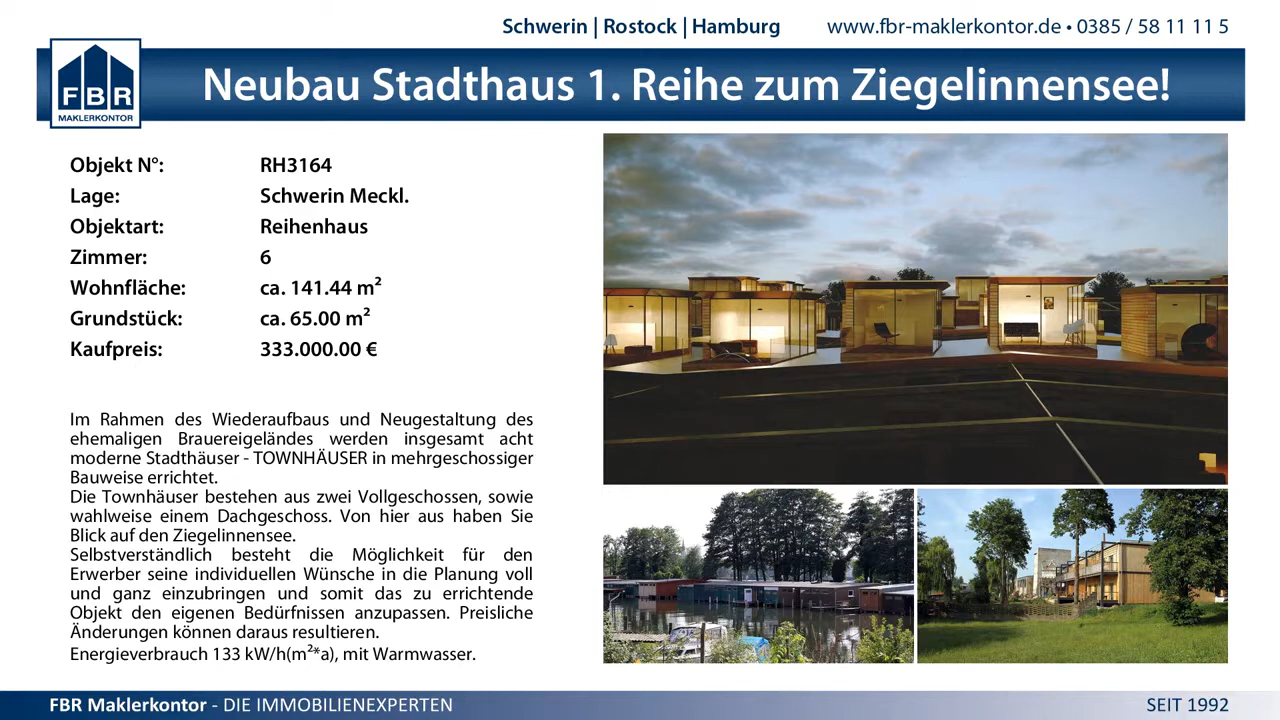 Schwerin | Rostock | Hamburg www.fbr-maklerkontor.de • 0385 / 58 11 11 5
FBR
MAKLERKONTOR
Neubau Stadthaus 1. Reihe zum Ziegelinnensee!
Objekt N°: RH3164
Lage: Schwerin Meckl.
Objektart: Reihenhaus
Zimmer: 6
Wohnfläche: ca. 141.44 m²
Grundstück: ca. 65.00 m²
Kaufpreis: 333.000.00 €
Im Rahmen des Wiederaufbaus und Neugestaltung des
ehemaligen Brauereigeländes werden insgesamt acht
moderne Stadthäuser - TOWNHÄUSER in mehrgeschossiger
Bauweise errichtet.
Die Townhäuser bestehen aus zwei Vollgeschossen, sowie
wahlweise einem Dachgeschoss. Von hier aus haben Sie
Blick auf den Ziegelinnensee.
Selbstverständlich besteht die Möglichkeit für den
Erwerber seine individuellen Wünsche in die Planung voll
und ganz einzubringen und somit das zu errichtende
Objekt den eigenen Bedürfnissen anzupassen. Preisliche
Änderungen können daraus resultieren.
Energieverbrauch 133 kW/h(m²*a), mit Warmwasser.
FBR Maklerkontor - DIE IMMOBILIENEXPERTEN SEIT 1992